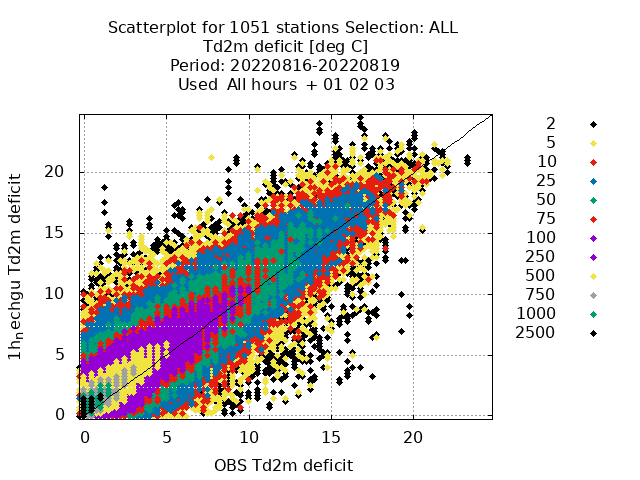 Scatterplot for 1051 stations Selection: ALL
Td2m deficit [deg C]
Period: 20220816-20220819
Used  All hours  + 01 02 03
1h_nechgu Td2m deficit
20
15
10
5
0
0 5 10 15 20
OBS Td2m deficit
2
5
10
25
50
75
100
250
500
750
1000
2500